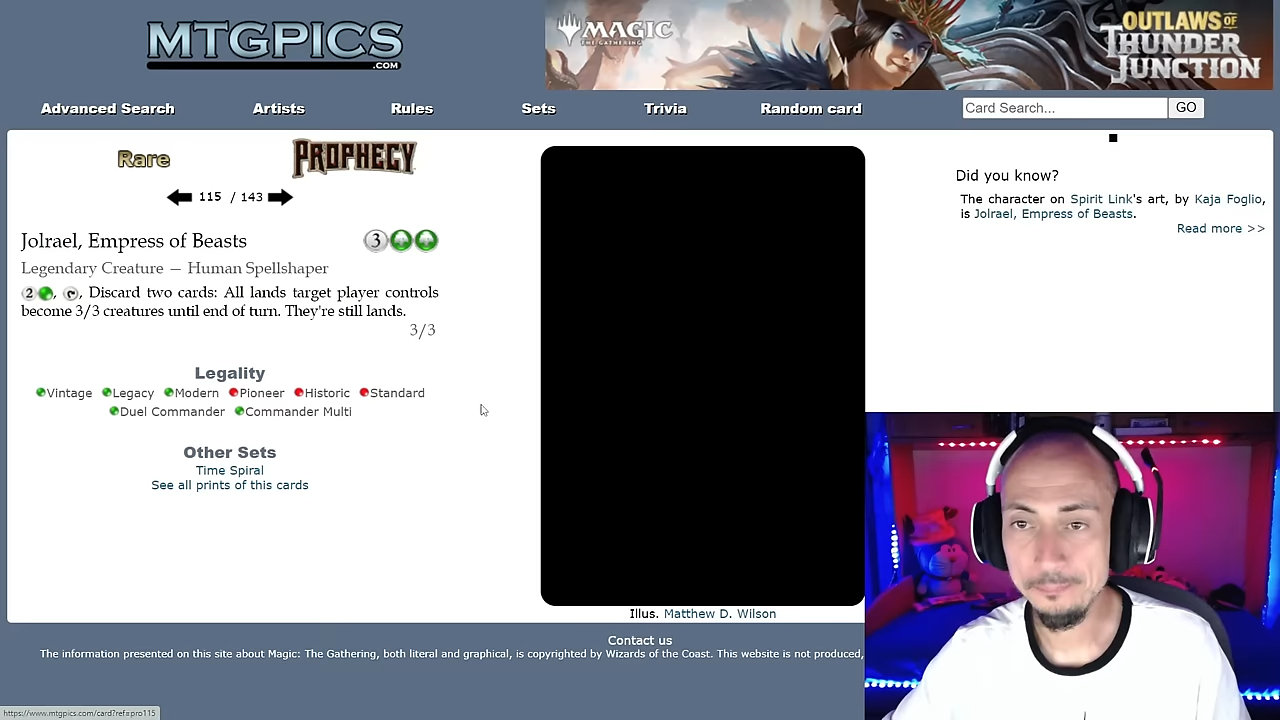 MTGPICS
.COM
MAGIC
THE GATHERING
OUTLAWS OF
THUNDER
JUNCTION
Advanced Search
Artists
Rules
Sets
Trivia
Random card
Card Search...
GO
Rare
PROPHECY
115 / 143
Jolrael, Empress of Beasts
3
Legendary Creature — Human Spellshaper
2, , Discard two cards: All lands target player controls
become 3/3 creatures until end of turn. They're still lands.
3/3
Legality
Vintage Legacy Modern Pioneer Historic Standard
Duel Commander Commander Multi
Other Sets
Time Spiral
See all prints of this cards
Illus. Matthew D. Wilson
Did you know?
The character on Spirit Link's art, by Kaja Foglio,
is Jolrael, Empress of Beasts.
Read more >>
Contact us
The information presented on this site about Magic: The Gathering, both literal and graphical, is copyrighted by Wizards of the Coast. This website is not produced,
https://www.mtgpics.com/card?ref=pro115